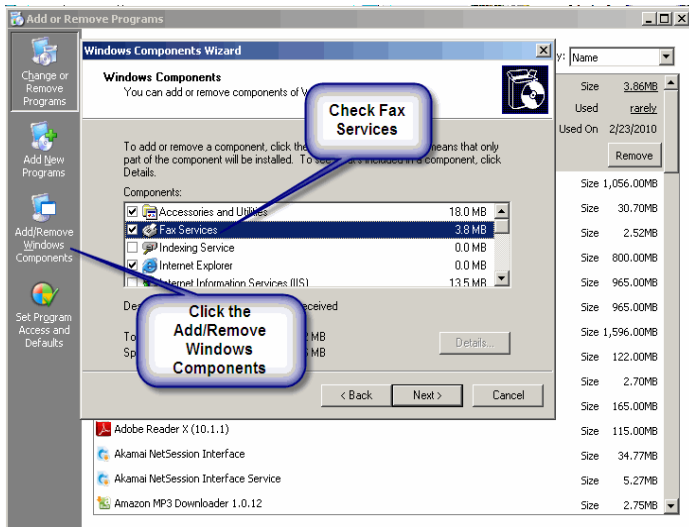 Add or Remove Programs
Windows Components Wizard
y: Name
Change or
Remove
Programs
Add New
Programs
Add/Remove
Windows
Components
Set Program
Access and
Defaults
Windows Components
You can add or remove components of
Check Fax
Services
To add or remove a component, click the means that only
part of the component will be installed. To see included in a component, click
Details.
Components:
Accessories and Utilities 18.0 MB
Fax Services 3.8 MB
Indexing Service 0.0 MB
Internet Explorer 0.0 MB
Internet Information Services (IIS) 13.5 MB
received
MB
MB
Click the
Add/Remove
Windows
Components
Details...
< Back Next > Cancel
Size 3.86MB
Used rarely
Used On 2/23/2010
Remove
Size 1,056.00MB
Size 30.70MB
Size 2.52MB
Size 800.00MB
Size 965.00MB
Size 965.00MB
Size 1,596.00MB
Size 122.00MB
Size 2.70MB
Size 165.00MB
Adobe Reader X (10.1.1) Size 115.00MB
Akamai NetSession Interface Size 34.77MB
Akamai NetSession Interface Service Size 5.27MB
Amazon MP3 Downloader 1.0.12 Size 2.75MB